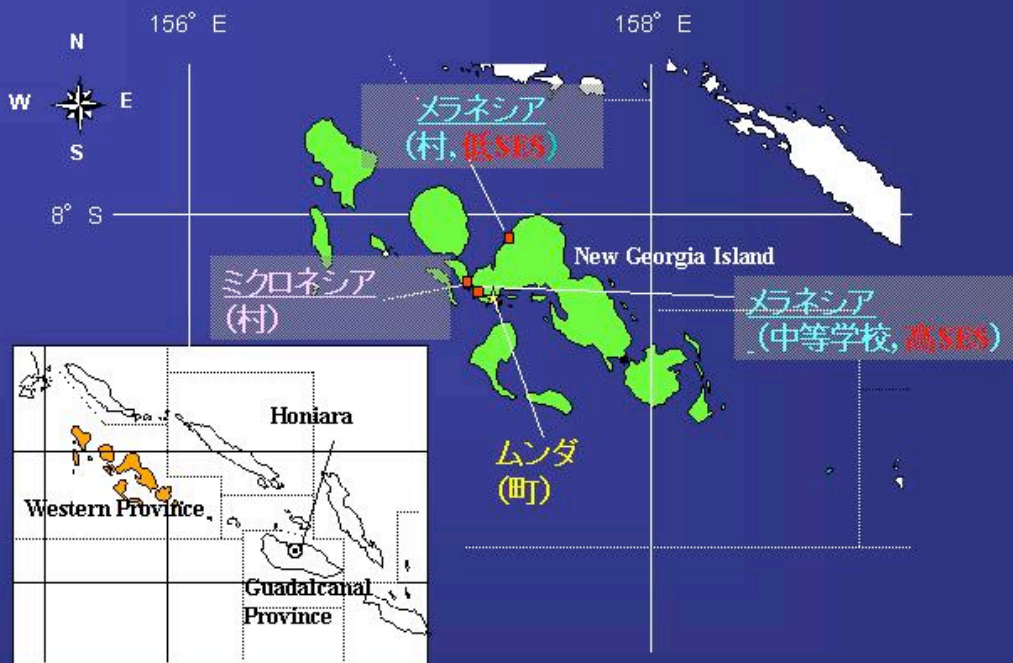 156° E
158° E
N
W
E
S
メラネシア
(村, 低SES)
8° S
New Georgia Island
ミクロネシア
(村)
メラネシア
(中等学校, 高SES)
ムンダ
(町)
Honiara
Western Province
Guadalcanal
Province